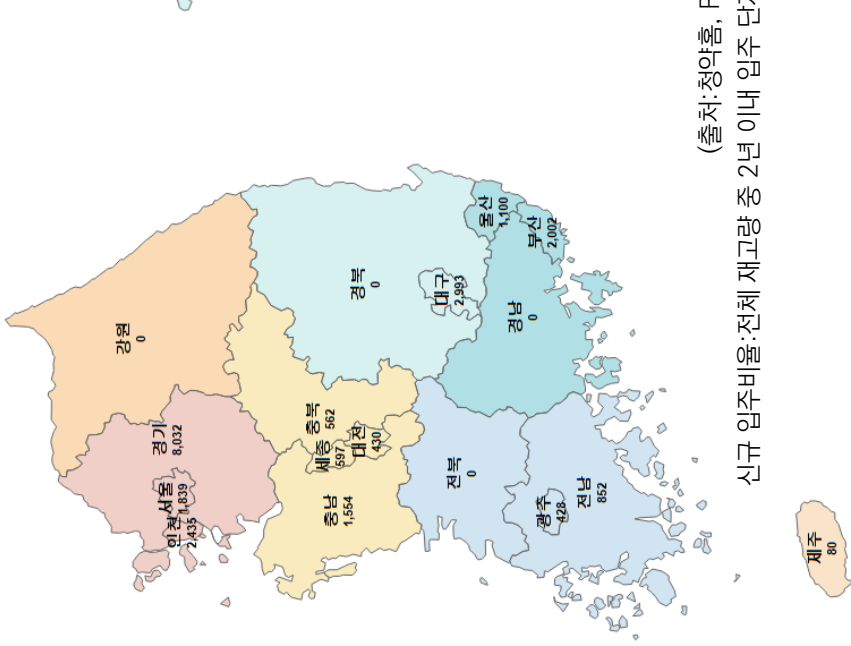 강원
0
경기
8,032
서울
1,839
인천
2,435
충북
562
세종
597
대전
430
충남
1,554
경북
0
대구
2,993
울산
1,100
부산
2,002
경남
0
전북
0
광주
428
전남
852
제주
80
(출처:청약홈,
신규 입주비율:전체 재고량 중 2년 이내 입주